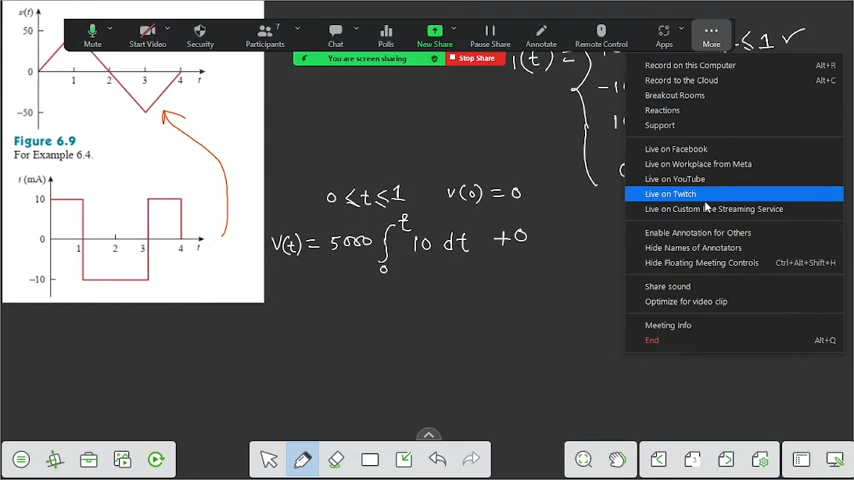 v(t)
50
0
1 2 3 4 t
−50
Figure 6.9
For Example 6.4.
i (mA)
10
0
1 2 3 4 t
−10
Mute
Start Video
Security
Participants 7
Chat
Polls
New Share
Pause Share
Annotate
Remote Control
Apps
More
You are screen sharing
Stop Share
i(t) =
≤ 1 ✓
-10
10
0 ≤ t ≤ 1 v(0) = 0
v(t) = 5000 ∫₀ᵗ 10 dt + 0
Record on this Computer Alt+R
Record to the Cloud Alt+C
Breakout Rooms
Reactions
Support
Live on Facebook
Live on Workplace from Meta
Live on YouTube
Live on Twitch
Live on Custom Live Streaming Service
Enable Annotation for Others
Hide Names of Annotators
Hide Floating Meeting Controls Ctrl+Alt+Shift+H
Share sound
Optimize for video clip
Meeting Info
End Alt+Q
3